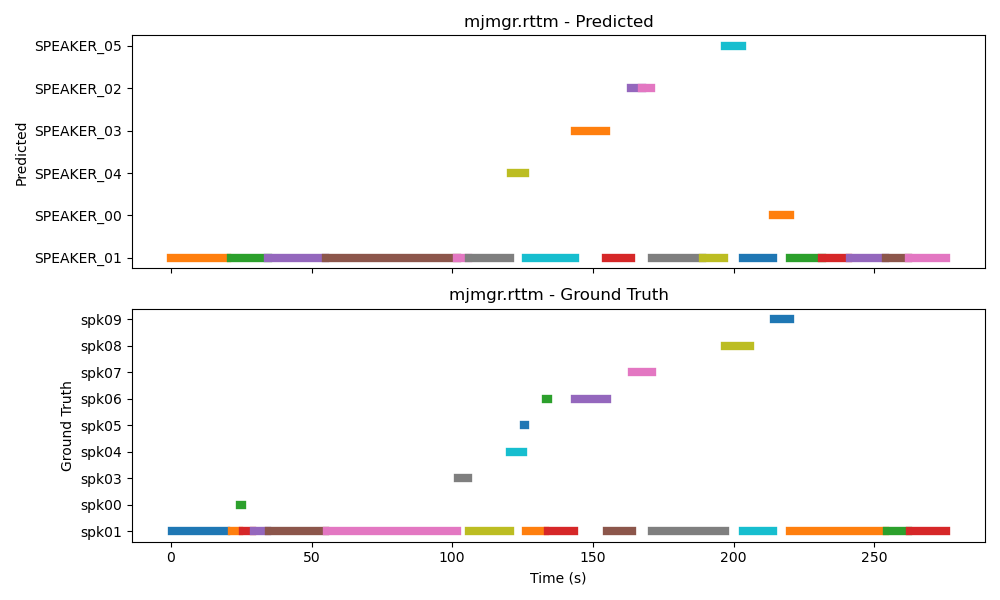 mjmgr.rttm - Predicted
SPEAKER_05
SPEAKER_02
SPEAKER_03
SPEAKER_04
SPEAKER_00
SPEAKER_01
Predicted
mjmgr.rttm - Ground Truth
spk09
spk08
spk07
spk06
spk05
spk04
spk03
spk00
spk01
Ground Truth
0 50 100 150 200 250
Time (s)